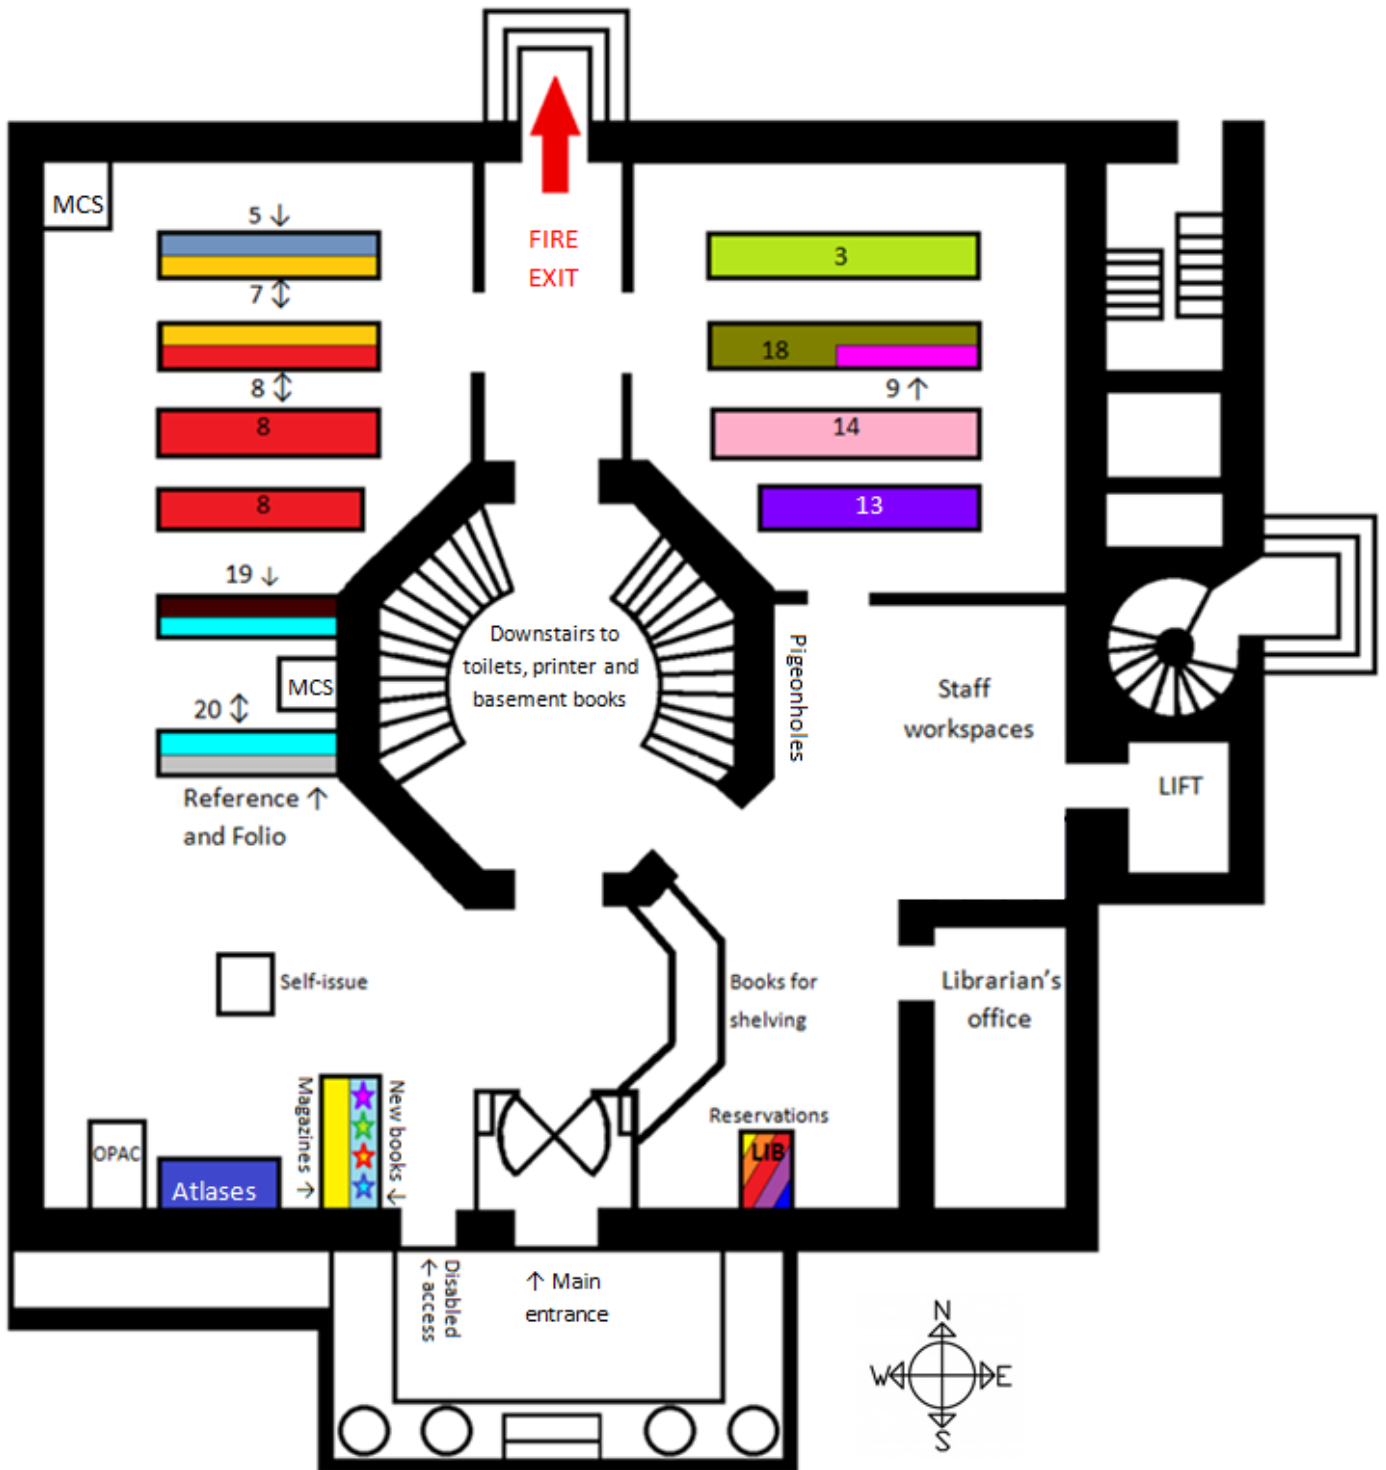 MCS
5 ↓
FIRE
EXIT
3
7 ↕
18
8 ↕
9 ↑
8
14
8
13
19 ↓
Downstairs to
toilets, printer and
basement books
Pigeonholes
MCS
Staff
workspaces
20 ↕
LIFT
Reference ↑
and Folio
Self-issue
Books for
shelving
Librarian's
office
Magazines →
New books ↓
Reservations
OPAC
LIB
Atlases
Disabled
↑ access
↑ Main
entrance
N
W E
S